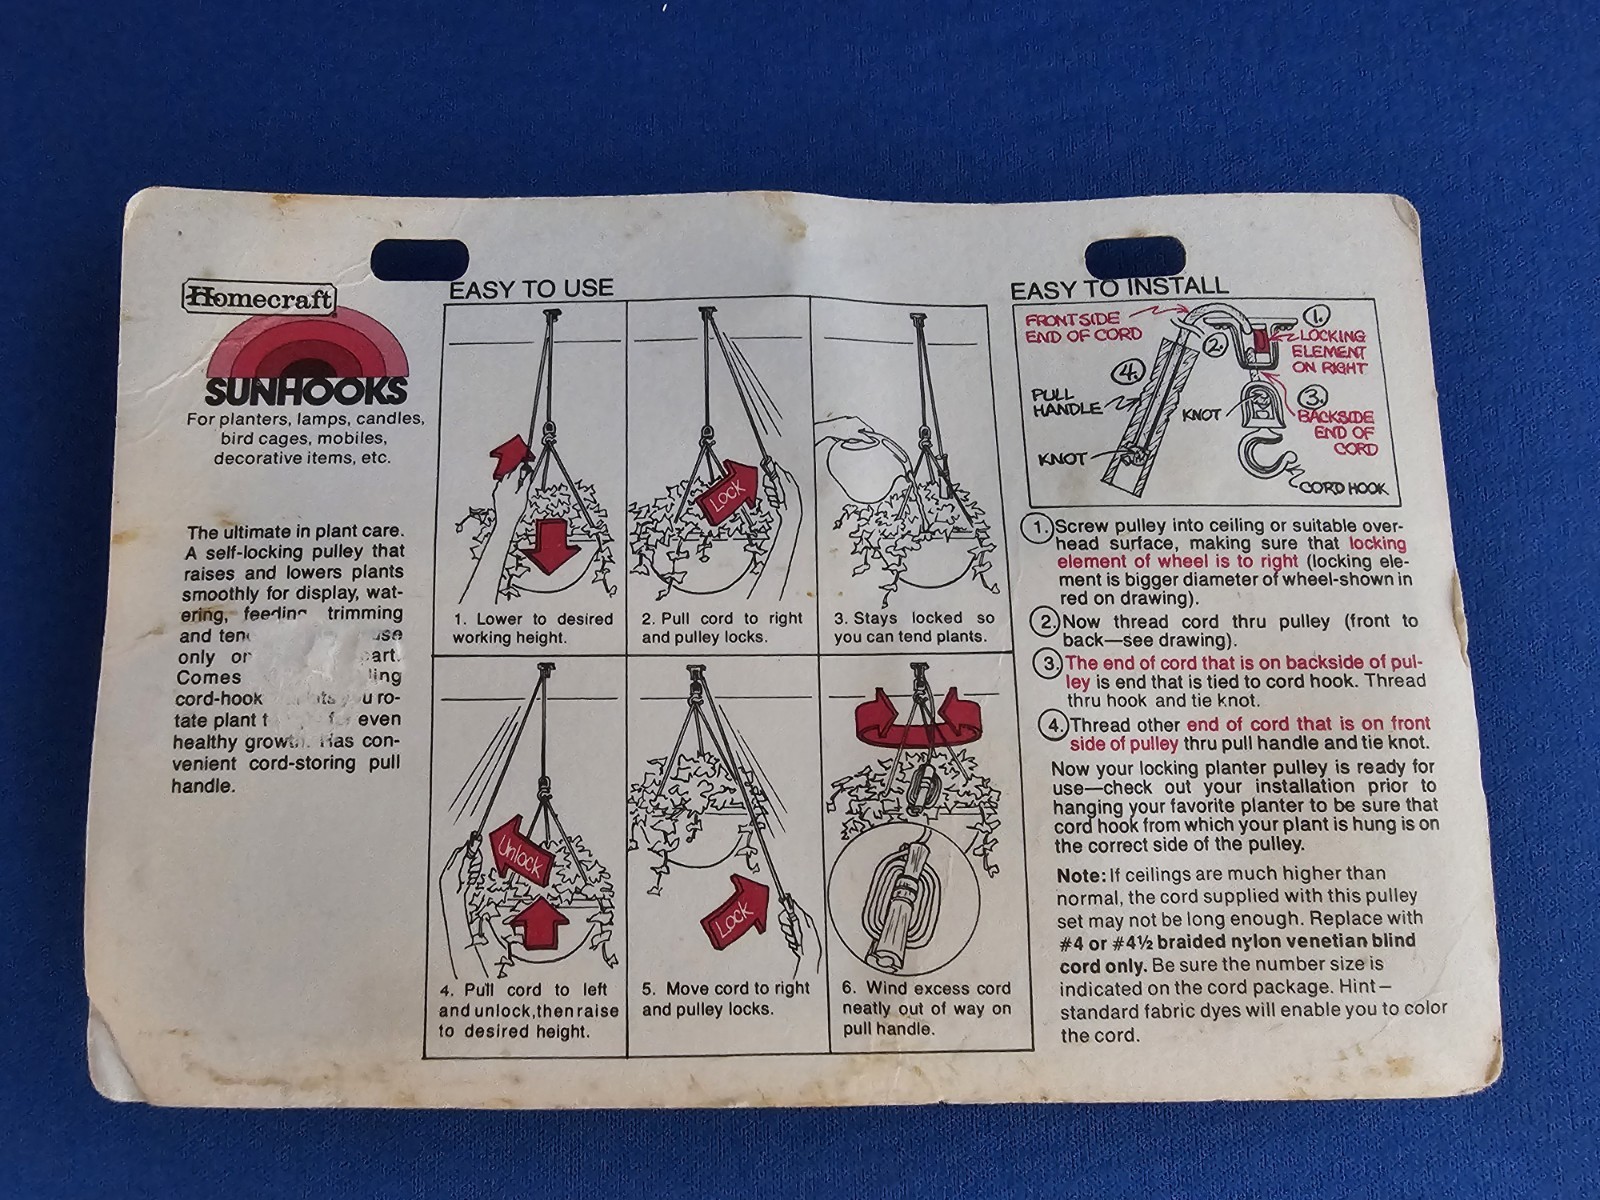 Homecraft
SUNHOOKS
For planters, lamps, candles,
bird cages, mobiles,
decorative items, etc.
The ultimate in plant care.
A self-locking pulley that
raises and lowers plants
smoothly for display, wat-
ering, feeding trimming
and
only
Comes
cord-hook
tate plant even
healthy growth. Has con-
venient cord-storing pull
handle.
EASY TO USE
1. Lower to desired
working height.
Lock
2. Pull cord to right
and pulley locks.
3. Stays locked so
you can tend plants.
Unlock
4. Pull cord to left
and unlock, then raise
to desired height.
Lock
5. Move cord to right
and pulley locks.
6. Wind excess cord
neatly out of way on
pull handle.
EASY TO INSTALL
FRONT SIDE
END OF CORD
1.
LOCKING
ELEMENT
ON RIGHT
2.
4.
PULL
HANDLE
KNOT
3.
BACKSIDE
END OF
CORD
KNOT
CORD HOOK
1. Screw pulley into ceiling or suitable over-
head surface, making sure that locking
element of wheel is to right (locking ele-
ment is bigger diameter of wheel-shown in
red on drawing).
2. Now thread cord thru pulley (front to
back—see drawing).
3. The end of cord that is on backside of pul-
ley is end that is tied to cord hook. Thread
thru hook and tie knot.
4. Thread other end of cord that is on front
side of pulley thru pull handle and tie knot.
Now your locking planter pulley is ready for
use—check out your installation prior to
hanging your favorite planter to be sure that
cord hook from which your plant is hung is on
the correct side of the pulley.
Note: If ceilings are much higher than
normal, the cord supplied with this pulley
set may not be long enough. Replace with
#4 or #4½ braided nylon venetian blind
cord only. Be sure the number size is
indicated on the cord package. Hint—
standard fabric dyes will enable you to color
the cord.